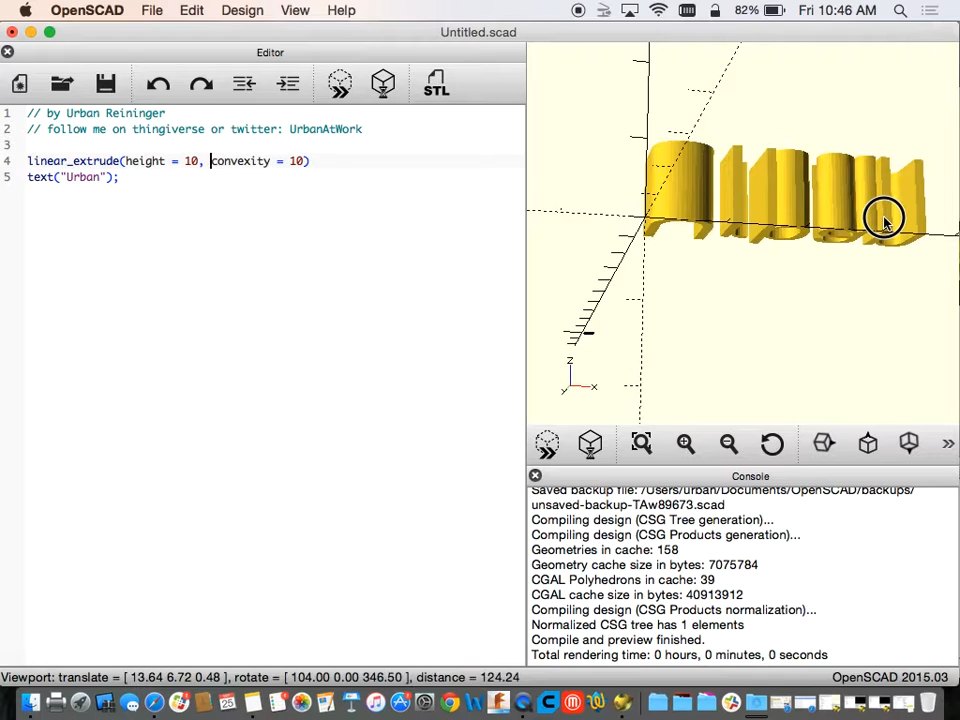 OpenSCAD File Edit Design View Help 82% Fri 10:46 AM
Untitled.scad
Editor
STL
1 // by Urban Reininger
2 // follow me on thingiverse or twitter: UrbanAtWork
3
4 linear_extrude(height = 10, convexity = 10)
5 text("Urban");
z
y x
»
Console
Saved backup file: /Users/urban/Documents/OpenSCAD/backups/
unsaved-backup-TAw89673.scad
Compiling design (CSG Tree generation)...
Compiling design (CSG Products generation)...
Geometries in cache: 158
Geometry cache size in bytes: 7075784
CGAL Polyhedrons in cache: 39
CGAL cache size in bytes: 40913912
Compiling design (CSG Products normalization)...
Normalized CSG tree has 1 elements
Compile and preview finished.
Total rendering time: 0 hours, 0 minutes, 0 seconds
Viewport: translate = [ 13.64 6.72 0.48 ], rotate = [ 104.00 0.00 346.50 ], distance = 124.24 OpenSCAD 2015.03